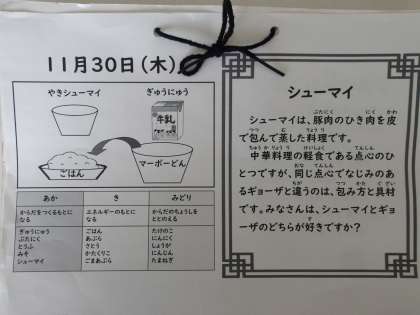 11月30日(木)
やきシューマイ
ぎゅうにゅう
牛乳
ごはん
マーボーどん
あか き みどり
からだをつくるもとに
なる
エネルギーのもとに
なる
からだのちょうしを
ととのえる
ぎゅうにゅう
ぶたにく
とうふ
みそ
シューマイ
ごはん
あぶら
さとう
かたくりこ
ごまあぶら
たけのこ
にんにく
しょうが
にんじん
たまねぎ
シューマイ
シューマイは、豚肉のひき肉を皮
で包んで蒸した料理です。
中華料理の軽食である点心のひ
とつですが、同じ点心でなじみのあ
るギョーザと違うのは、包み方と具材
です。みなさんは、シューマイとギョ
ーザのどちらが好きですか？